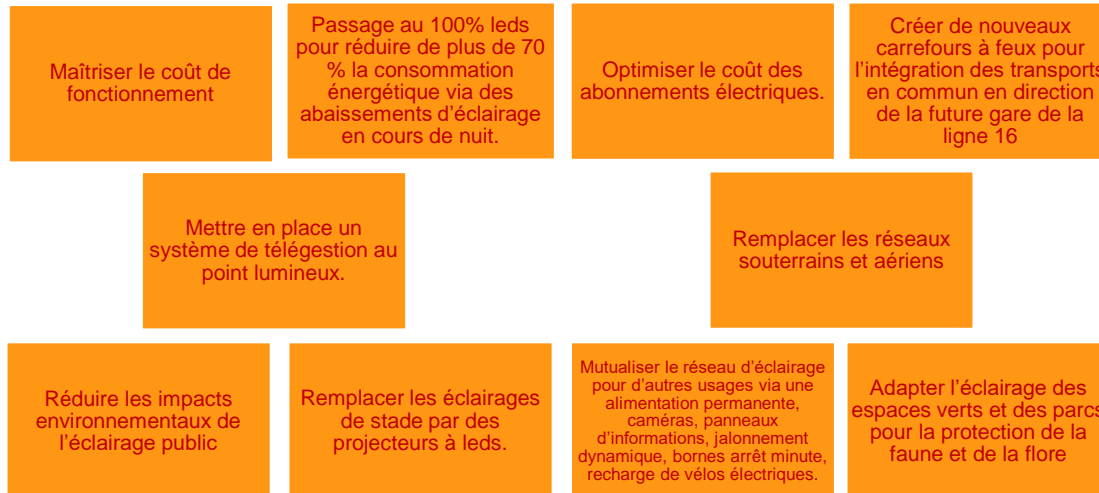 Maîtriser le coût de
fonctionnement
Passage au 100% leds
pour réduire de plus de 70
% la consommation
énergétique via des
abaissements d'éclairage
en cours de nuit.
Optimiser le coût des
abonnements électriques.
Créer de nouveaux
carrefours à feux pour
l'intégration des transports
en commun en direction
de la future gare de la
ligne 16
Mettre en place un
système de télégestion au
point lumineux.
Remplacer les réseaux
souterrains et aériens
Réduire les impacts
environnementaux de
l'éclairage public
Remplacer les éclairages
de stade par des
projecteurs à leds.
Mutualiser le réseau d'éclairage
pour d'autres usages via une
alimentation permanente,
caméras, panneaux
d'informations, jalonnement
dynamique, bornes arrêt minute,
recharge de vélos électriques.
Adapter l'éclairage des
espaces verts et des parcs
pour la protection de la
faune et de la flore